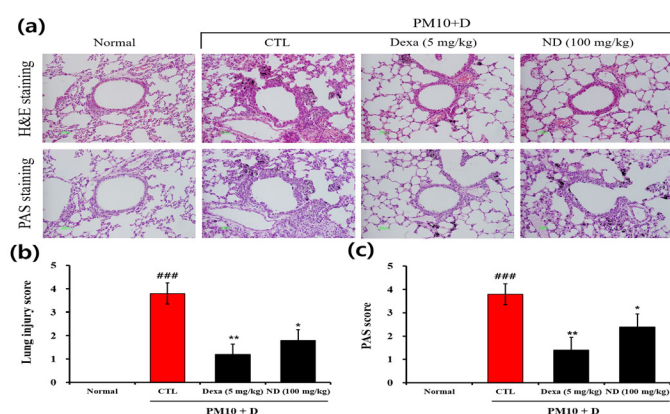 PM10+D
(a)
Normal
CTL
Dexa (5 mg/kg)
ND (100 mg/kg)
H&E staining
PAS staining
(b)
Lung injury score
5
4
3
2
1
0
###
**
*
Normal
CTL
Dexa (5 mg/kg)
ND (100 mg/kg)
PM10 + D
(c)
PAS score
5
4
3
2
1
0
###
**
*
Normal
CTL
Dexa (5 mg/kg)
ND (100 mg/kg)
PM10 + D